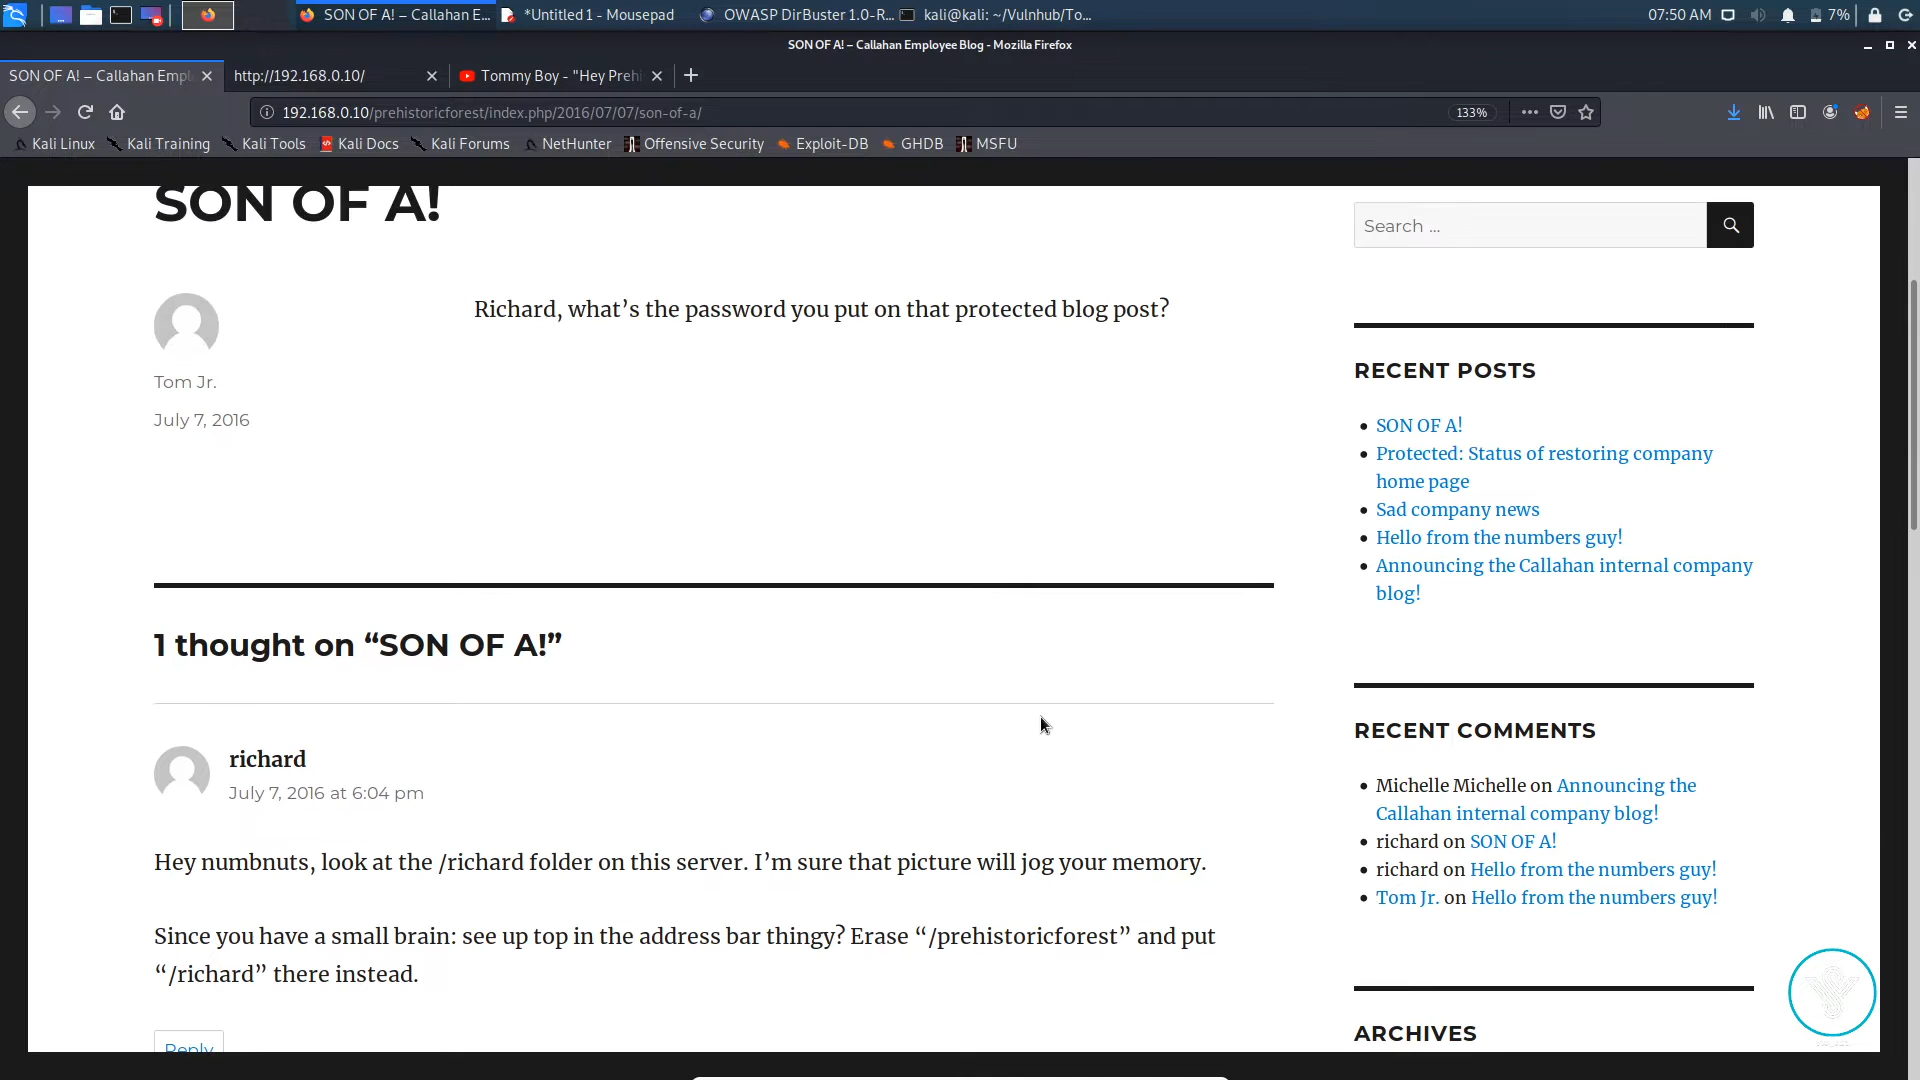 SON OF A! – Callahan E...
*Untitled 1 - Mousepad
OWASP DirBuster 1.0-R...
kali@kali: ~/Vulnhub/To...
07:50 AM
7%
SON OF A! – Callahan Employee Blog - Mozilla Firefox
SON OF A! – Callahan Empl
http://192.168.0.10/
Tommy Boy - "Hey Prehi
192.168.0.10/prehistoricforest/index.php/2016/07/07/son-of-a/
133%
Kali Linux
Kali Training
Kali Tools
Kali Docs
Kali Forums
NetHunter
Offensive Security
Exploit-DB
GHDB
MSFU
SON OF A!
Tom Jr.
July 7, 2016
Richard, what’s the password you put on that protected blog post?
1 thought on “SON OF A!”
richard
July 7, 2016 at 6:04 pm
Hey numbnuts, look at the /richard folder on this server. I’m sure that picture will jog your memory.
Since you have a small brain: see up top in the address bar thingy? Erase “/prehistoricforest” and put
“/richard” there instead.
Reply
Search …
RECENT POSTS
SON OF A!
Protected: Status of restoring company
home page
Sad company news
Hello from the numbers guy!
Announcing the Callahan internal company
blog!
RECENT COMMENTS
Michelle Michelle on Announcing the
Callahan internal company blog!
richard on SON OF A!
richard on Hello from the numbers guy!
Tom Jr. on Hello from the numbers guy!
ARCHIVES